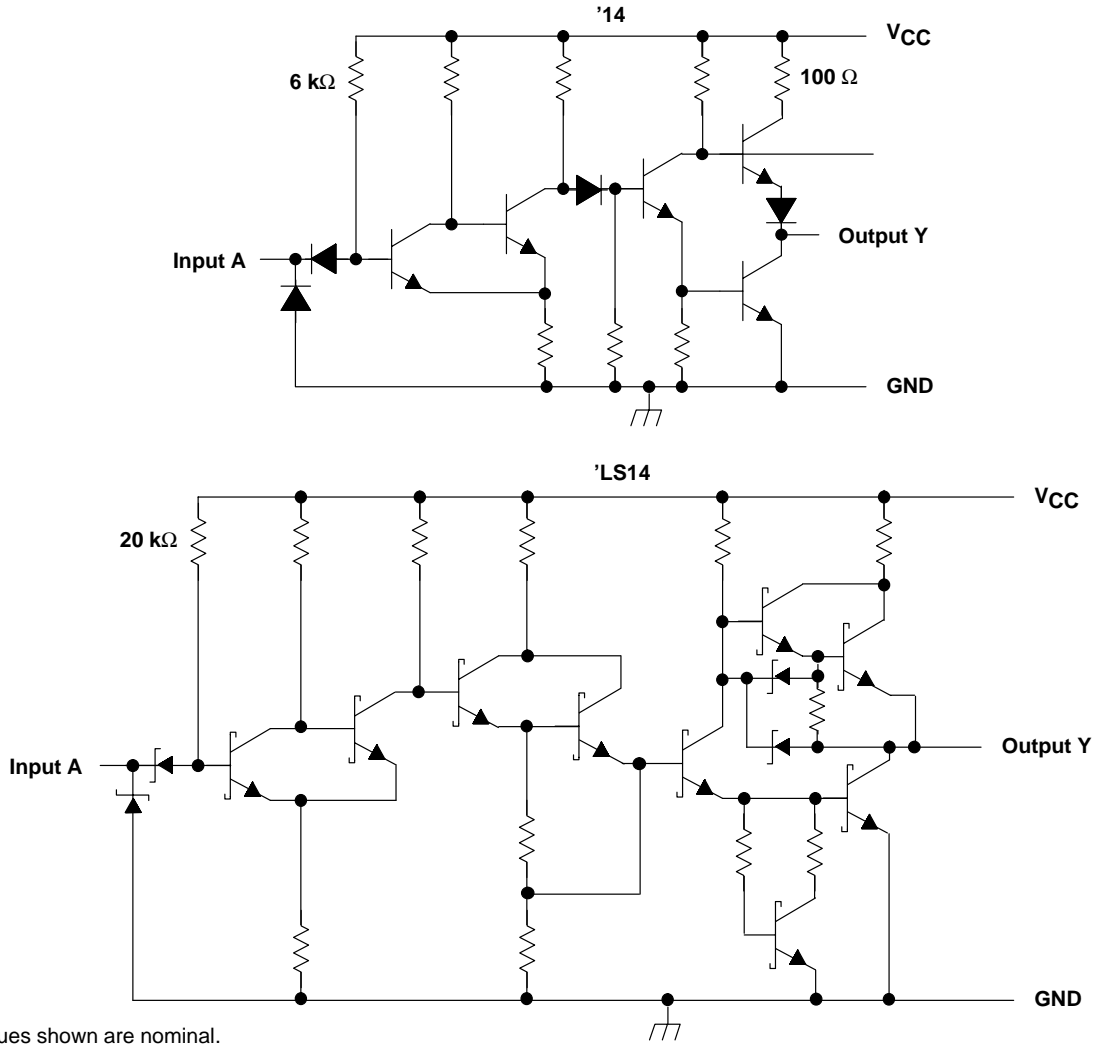 ’14
VCC
6 kΩ
100 Ω
Input A
Output Y
GND
’LS14
VCC
20 kΩ
Input A
Output Y
GND
ues shown are nominal.